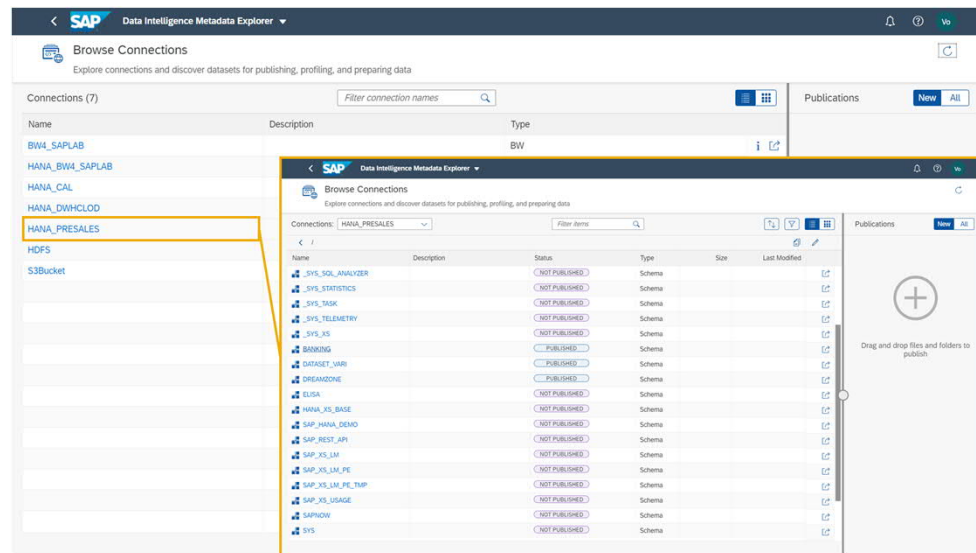 SAP Data Intelligence Metadata Explorer Vo
Browse Connections
Explore connections and discover datasets for publishing, profiling, and preparing data
Connections (7) Filter connection names Publications New All
Name Description Type
BW4_SAPLAB BW i
HANA_BW4_SAPLAB
HANA_CAL
HANA_DWHCLOD
HANA_PRESALES
HDFS
S3Bucket
SAP Data Intelligence Metadata Explorer Vo
Browse Connections
Explore connections and discover datasets for publishing, profiling, and preparing data
Connections: HANA_PRESALES Filter items Publications New All
/
Name Description Status Type Size Last Modified
_SYS_SQL_ANALYZER NOT PUBLISHED Schema
_SYS_STATISTICS NOT PUBLISHED Schema
_SYS_TASK NOT PUBLISHED Schema
_SYS_TELEMETRY NOT PUBLISHED Schema
_SYS_XS NOT PUBLISHED Schema
BANKING PUBLISHED Schema
DATASET_VARI PUBLISHED Schema
DREAMZONE PUBLISHED Schema
ELISA NOT PUBLISHED Schema
HANA_XS_BASE NOT PUBLISHED Schema
SAP_HANA_DEMO NOT PUBLISHED Schema
SAP_REST_API NOT PUBLISHED Schema
SAP_XS_LM NOT PUBLISHED Schema
SAP_XS_LM_PE NOT PUBLISHED Schema
SAP_XS_LM_PE_TMP NOT PUBLISHED Schema
SAP_XS_USAGE NOT PUBLISHED Schema
SAPNOW NOT PUBLISHED Schema
SYS NOT PUBLISHED Schema
Drag and drop files and folders to
publish